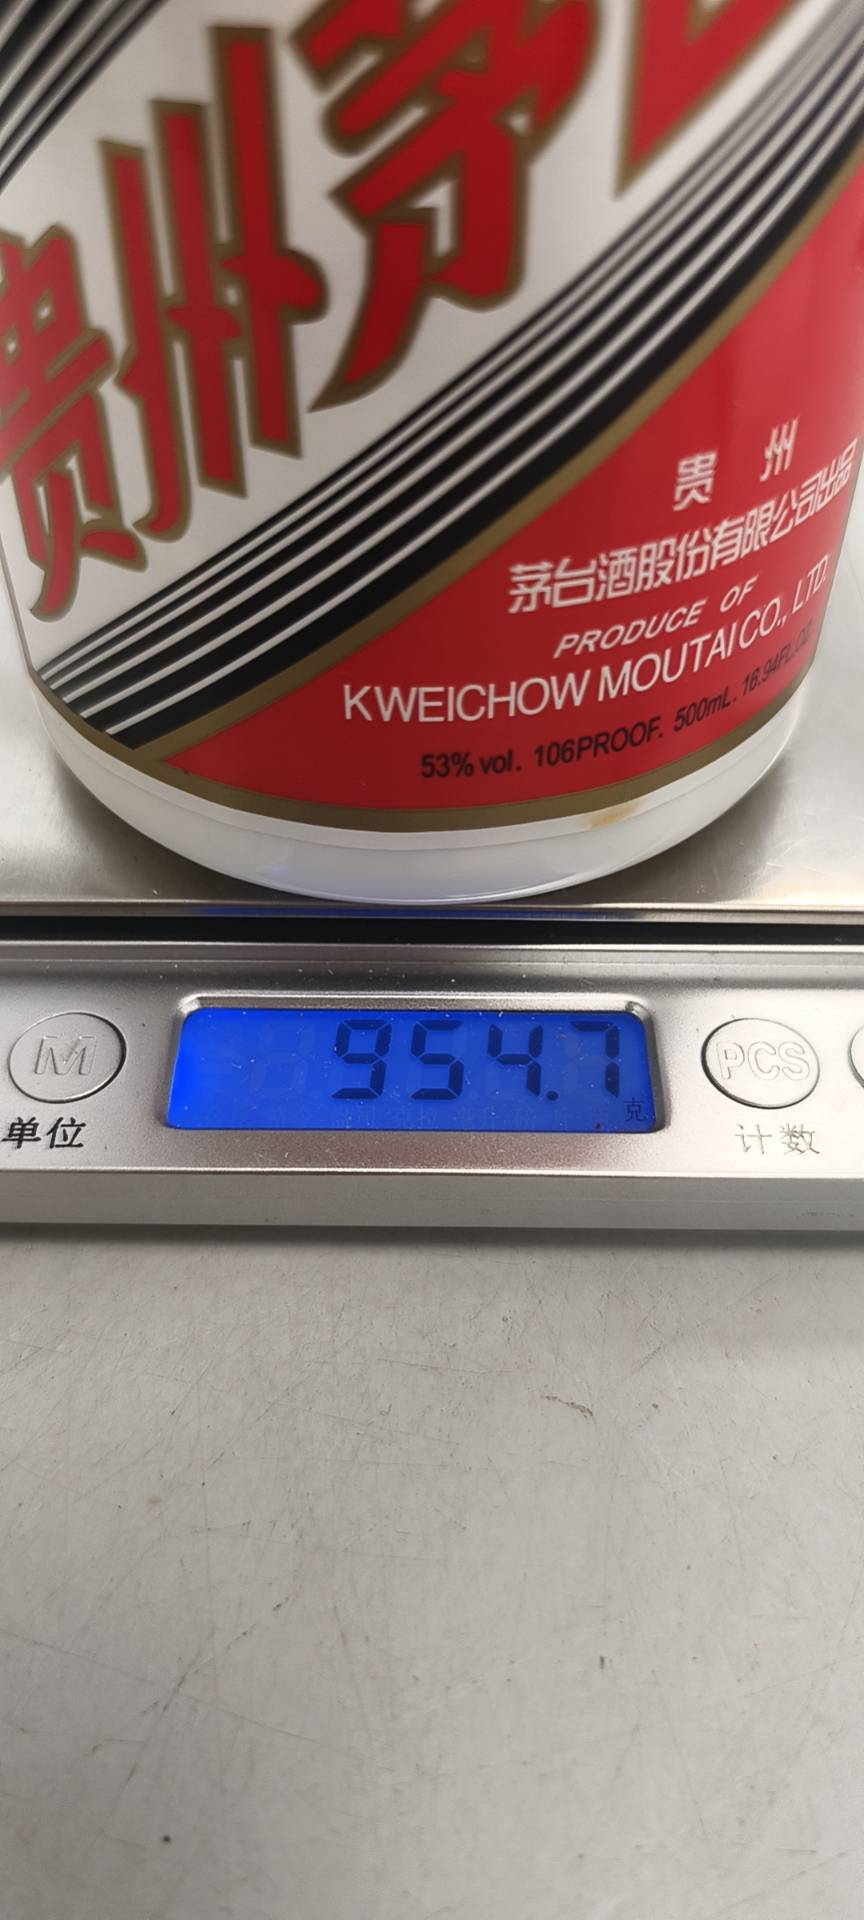 贵州茅
贵州
茅台酒股份有限公司出品
PRODUCE OF
KWEICHOW MOUTAI CO., LTD.
53% vol. 106PROOF. 500mL. 16.94FL.OZ.
954.7
克
M
PCS
单位
计数